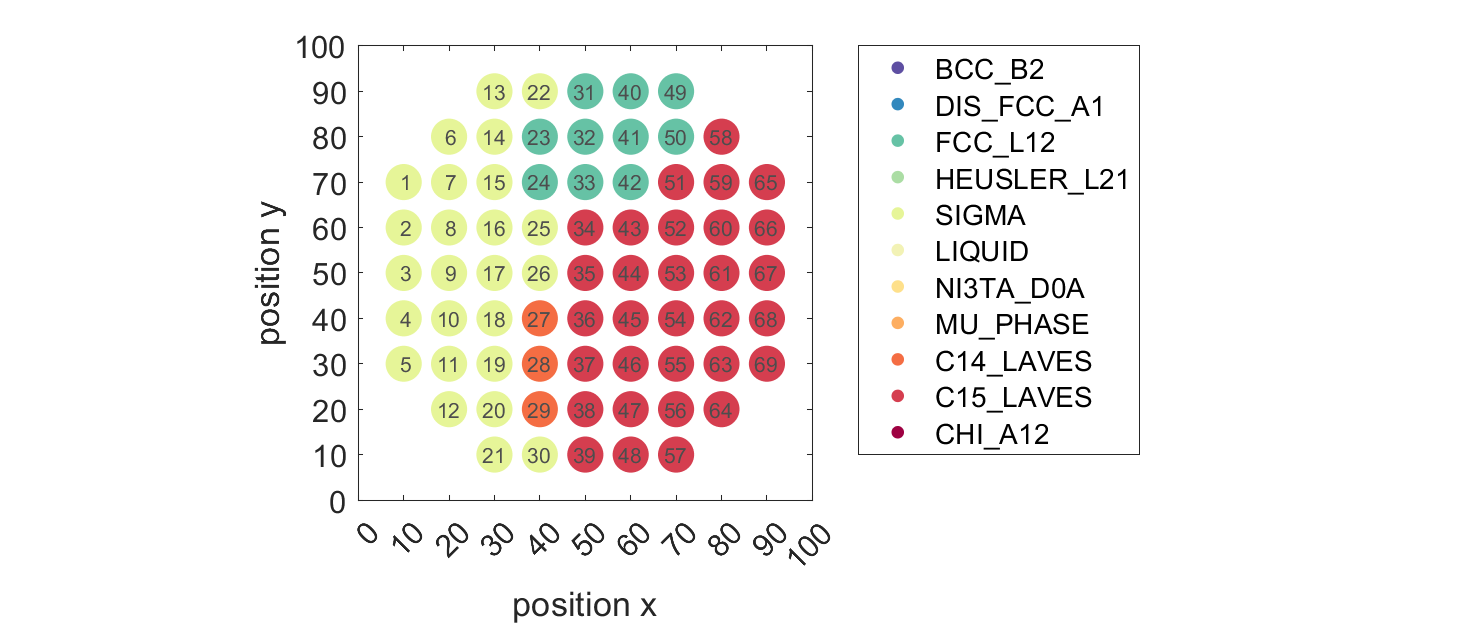 100
90
80
70
60
50
40
30
20
10
0
position y
13 22 31 40 49
6 14 23 32 41 50 58
1 7 15 24 33 42 51 59 65
2 8 16 25 34 43 52 60 66
3 9 17 26 35 44 53 61 67
4 10 18 27 36 45 54 62 68
5 11 19 28 37 46 55 63 69
12 20 29 38 47 56 64
21 30 39 48 57
0 10 20 30 40 50 60 70 80 90 100
position x
BCC_B2
DIS_FCC_A1
FCC_L12
HEUSLER_L21
SIGMA
LIQUID
NI3TA_D0A
MU_PHASE
C14_LAVES
C15_LAVES
CHI_A12